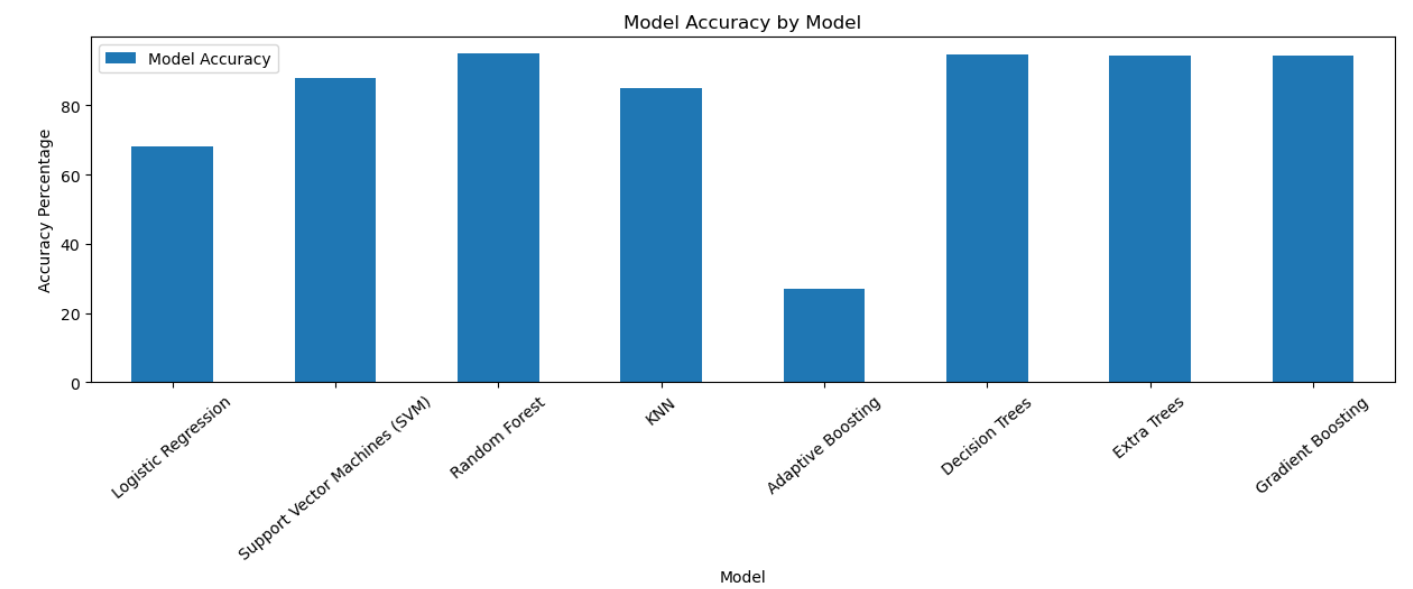 Model Accuracy by Model
Model Accuracy
Accuracy Percentage
80
60
40
20
0
Logistic Regression
Support Vector Machines (SVM)
Random Forest
KNN
Adaptive Boosting
Decision Trees
Extra Trees
Gradient Boosting
Model